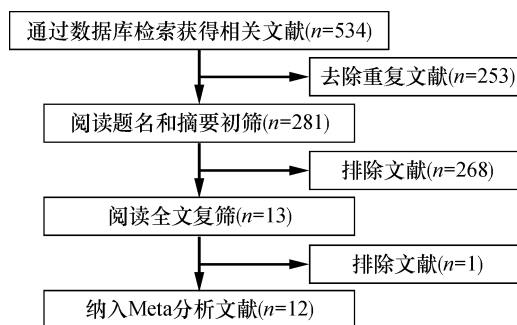 通过数据库检索获得相关文献(n=534)
去除重复文献(n=253)
阅读题名和摘要初筛(n=281)
排除文献(n=268)
阅读全文复筛(n=13)
排除文献(n=1)
纳入Meta分析文献(n=12)